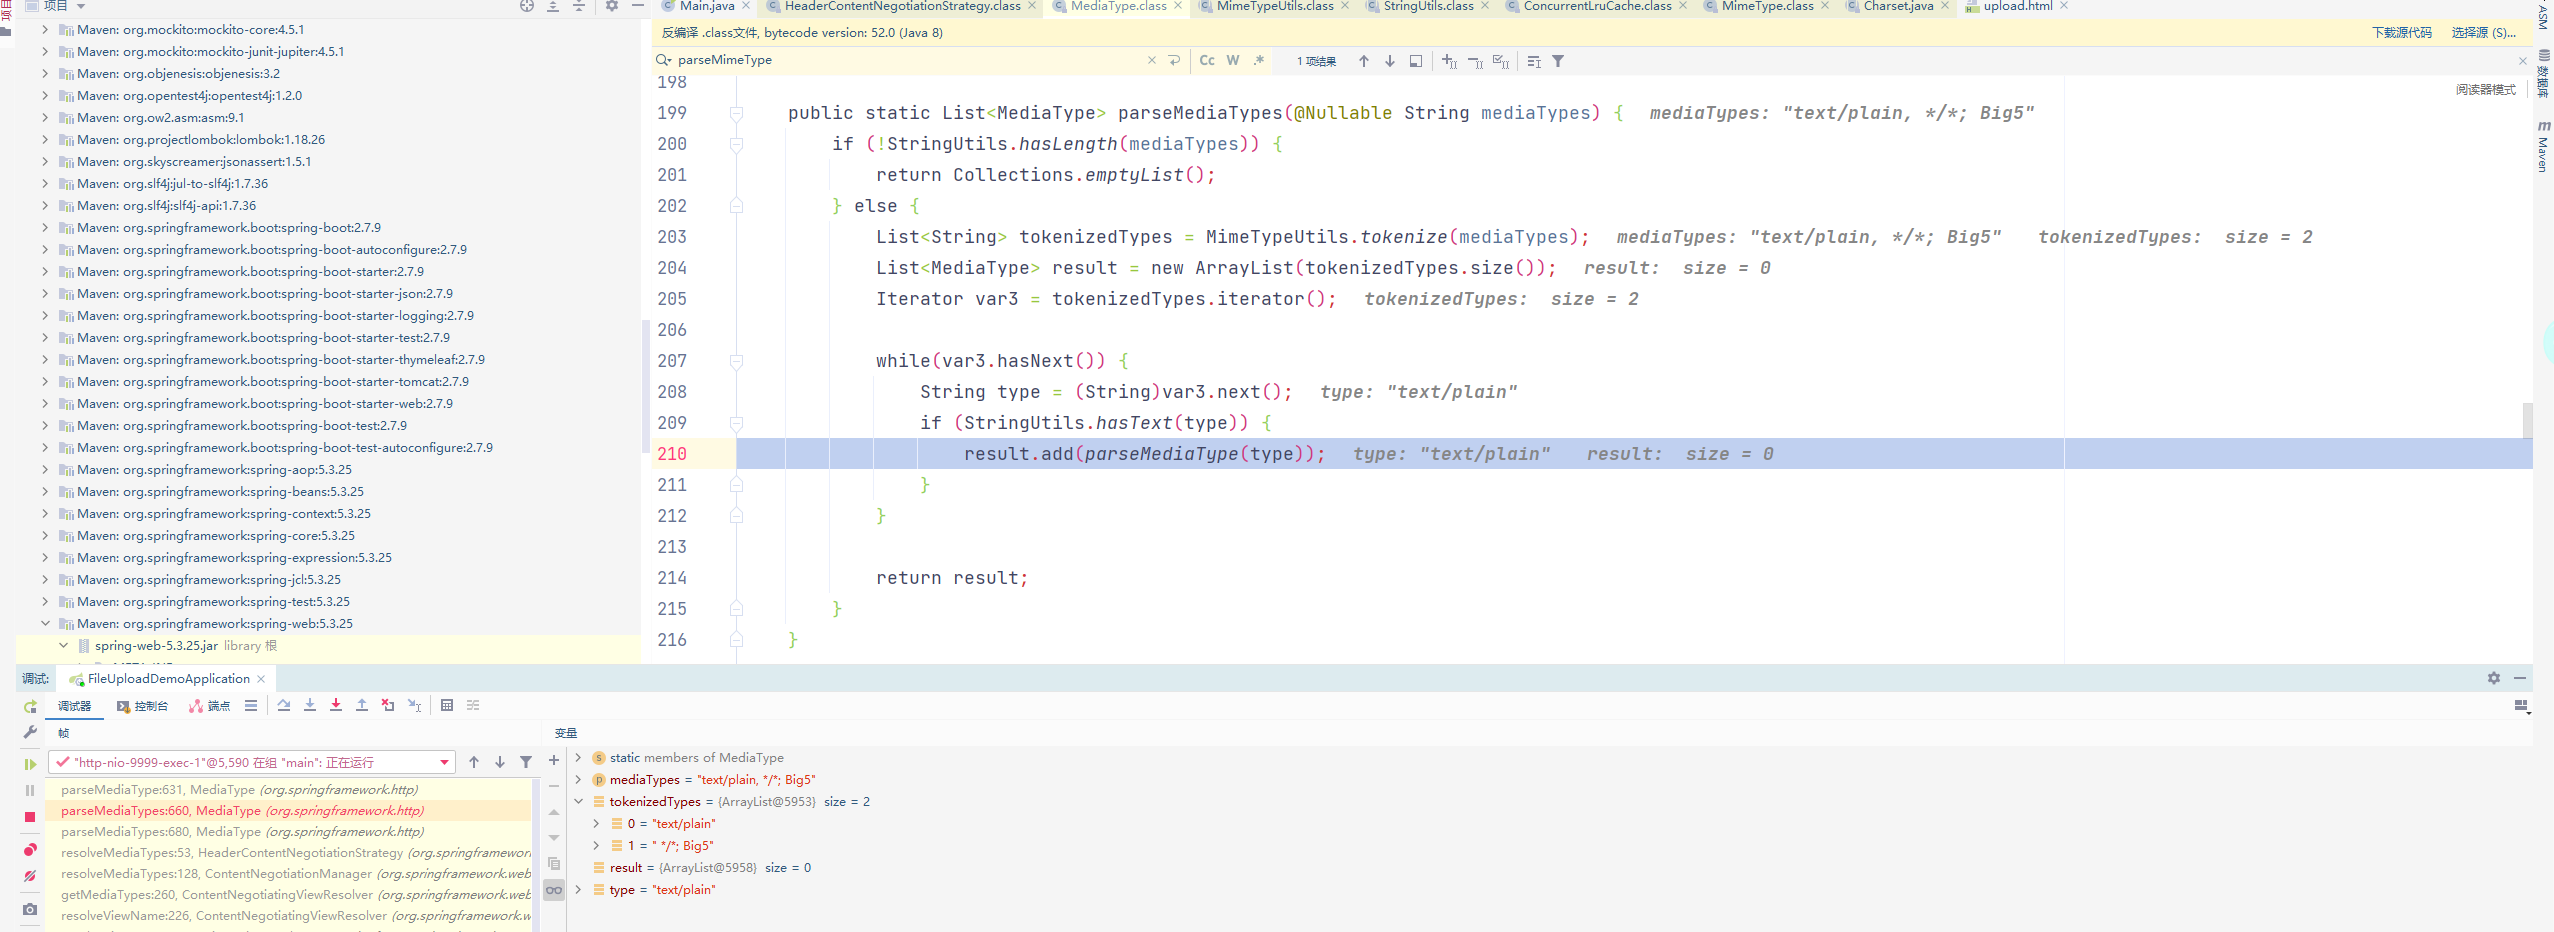 项目
项目
Maven: org.mockito:mockito-core:4.5.1
Maven: org.mockito:mockito-junit-jupiter:4.5.1
Maven: org.objenesis:objenesis:3.2
Maven: org.opentest4j:opentest4j:1.2.0
Maven: org.ow2.asm:asm:9.1
Maven: org.projectlombok:lombok:1.18.26
Maven: org.skyscreamer:jsonassert:1.5.1
Maven: org.slf4j:jul-to-slf4j:1.7.36
Maven: org.slf4j:slf4j-api:1.7.36
Maven: org.springframework.boot:spring-boot:2.7.9
Maven: org.springframework.boot:spring-boot-autoconfigure:2.7.9
Maven: org.springframework.boot:spring-boot-starter:2.7.9
Maven: org.springframework.boot:spring-boot-starter-json:2.7.9
Maven: org.springframework.boot:spring-boot-starter-logging:2.7.9
Maven: org.springframework.boot:spring-boot-starter-test:2.7.9
Maven: org.springframework.boot:spring-boot-starter-thymeleaf:2.7.9
Maven: org.springframework.boot:spring-boot-starter-tomcat:2.7.9
Maven: org.springframework.boot:spring-boot-starter-web:2.7.9
Maven: org.springframework.boot:spring-boot-test:2.7.9
Maven: org.springframework.boot:spring-boot-test-autoconfigure:2.7.9
Maven: org.springframework:spring-aop:5.3.25
Maven: org.springframework:spring-beans:5.3.25
Maven: org.springframework:spring-context:5.3.25
Maven: org.springframework:spring-core:5.3.25
Maven: org.springframework:spring-expression:5.3.25
Maven: org.springframework:spring-jcl:5.3.25
Maven: org.springframework:spring-test:5.3.25
Maven: org.springframework:spring-web:5.3.25
spring-web-5.3.25.jar library 根
Main.java HeaderContentNegotiationStrategy.class MediaType.class MimeTypeUtils.class StringUtils.class ConcurrentLruCache.class MimeType.class Charset.java upload.html
反编译 .class文件, bytecode version: 52.0 (Java 8) 下载源代码 选择源 (S)...
parseMimeType Cc W .* 1 项结果
阅读器模式
198
199 public static List<MediaType> parseMediaTypes(@Nullable String mediaTypes) { mediaTypes: "text/plain, */*; Big5"
200 if (!StringUtils.hasLength(mediaTypes)) {
201 return Collections.emptyList();
202 } else {
203 List<String> tokenizedTypes = MimeTypeUtils.tokenize(mediaTypes); mediaTypes: "text/plain, */*; Big5" tokenizedTypes: size = 2
204 List<MediaType> result = new ArrayList(tokenizedTypes.size()); result: size = 0
205 Iterator var3 = tokenizedTypes.iterator(); tokenizedTypes: size = 2
206
207 while(var3.hasNext()) {
208 String type = (String)var3.next(); type: "text/plain"
209 if (StringUtils.hasText(type)) {
210 result.add(parseMediaType(type)); type: "text/plain" result: size = 0
211 }
212 }
213
214 return result;
215 }
216 }
ASM
数据库
m Maven
调试: FileUploadDemoApplication
调试器 控制台 端点
帧
"http-nio-9999-exec-1"@5,590 在组 "main": 正在运行
parseMediaType:631, MediaType (org.springframework.http)
parseMediaTypes:660, MediaType (org.springframework.http)
parseMediaTypes:680, MediaType (org.springframework.http)
resolveMediaTypes:53, HeaderContentNegotiationStrategy (org.springframewor
resolveMediaTypes:128, ContentNegotiationManager (org.springframework.web
getMediaTypes:260, ContentNegotiatingViewResolver (org.springframework.web
resolveViewName:226, ContentNegotiatingViewResolver (org.springframework.w
变量
static members of MediaType
mediaTypes = "text/plain, */*; Big5"
tokenizedTypes = {ArrayList@5953} size = 2
0 = "text/plain"
1 = " */*; Big5"
result = {ArrayList@5958} size = 0
type = "text/plain"